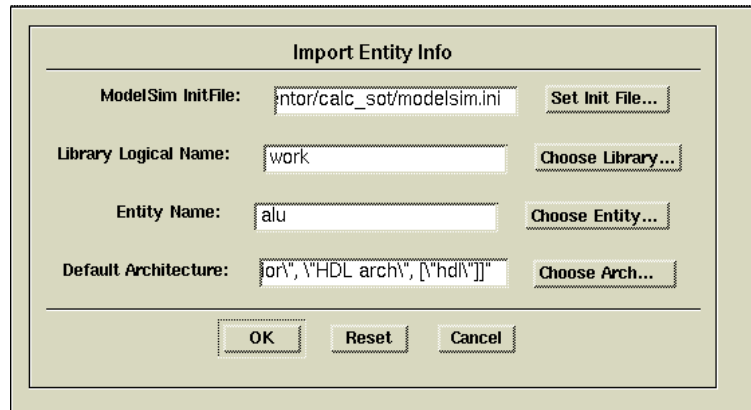 Import Entity Info
ModelSim InitFile: ntor/calc_sot/modelsim.ini Set Init File...
Library Logical Name: work Choose Library...
Entity Name: alu Choose Entity...
Default Architecture: or\", \"HDL arch\", [\"hdl\"]]" Choose Arch...
OK Reset Cancel